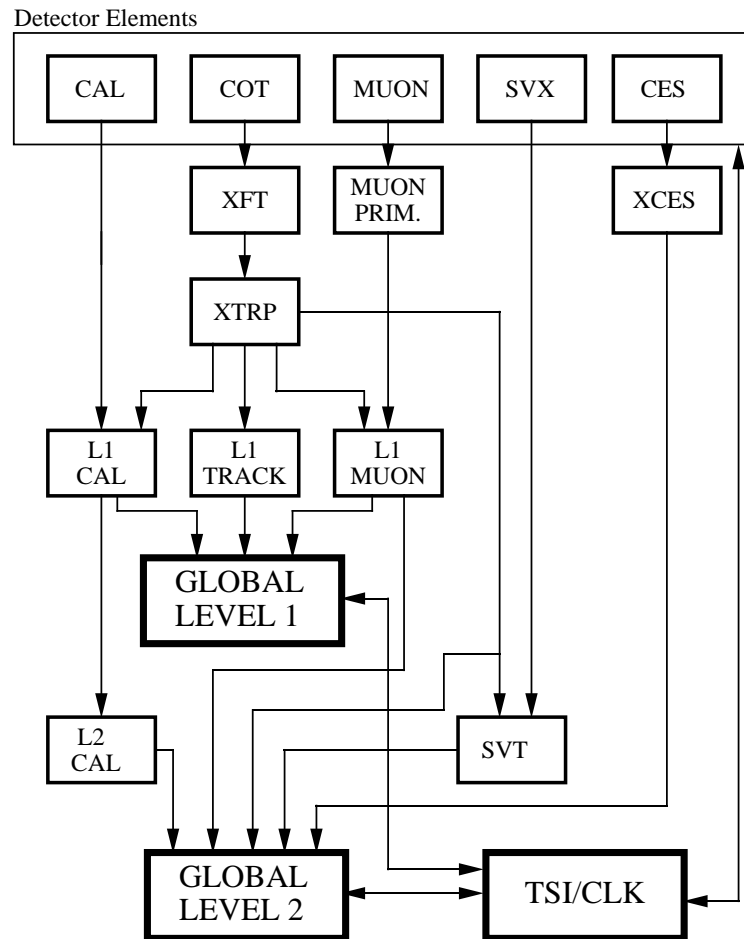 Detector Elements
CAL
COT
MUON
SVX
CES
XFT
MUON
PRIM.
XCES
XTRP
L1
CAL
L1
TRACK
L1
MUON
GLOBAL
LEVEL 1
L2
CAL
SVT
GLOBAL
LEVEL 2
TSI/CLK